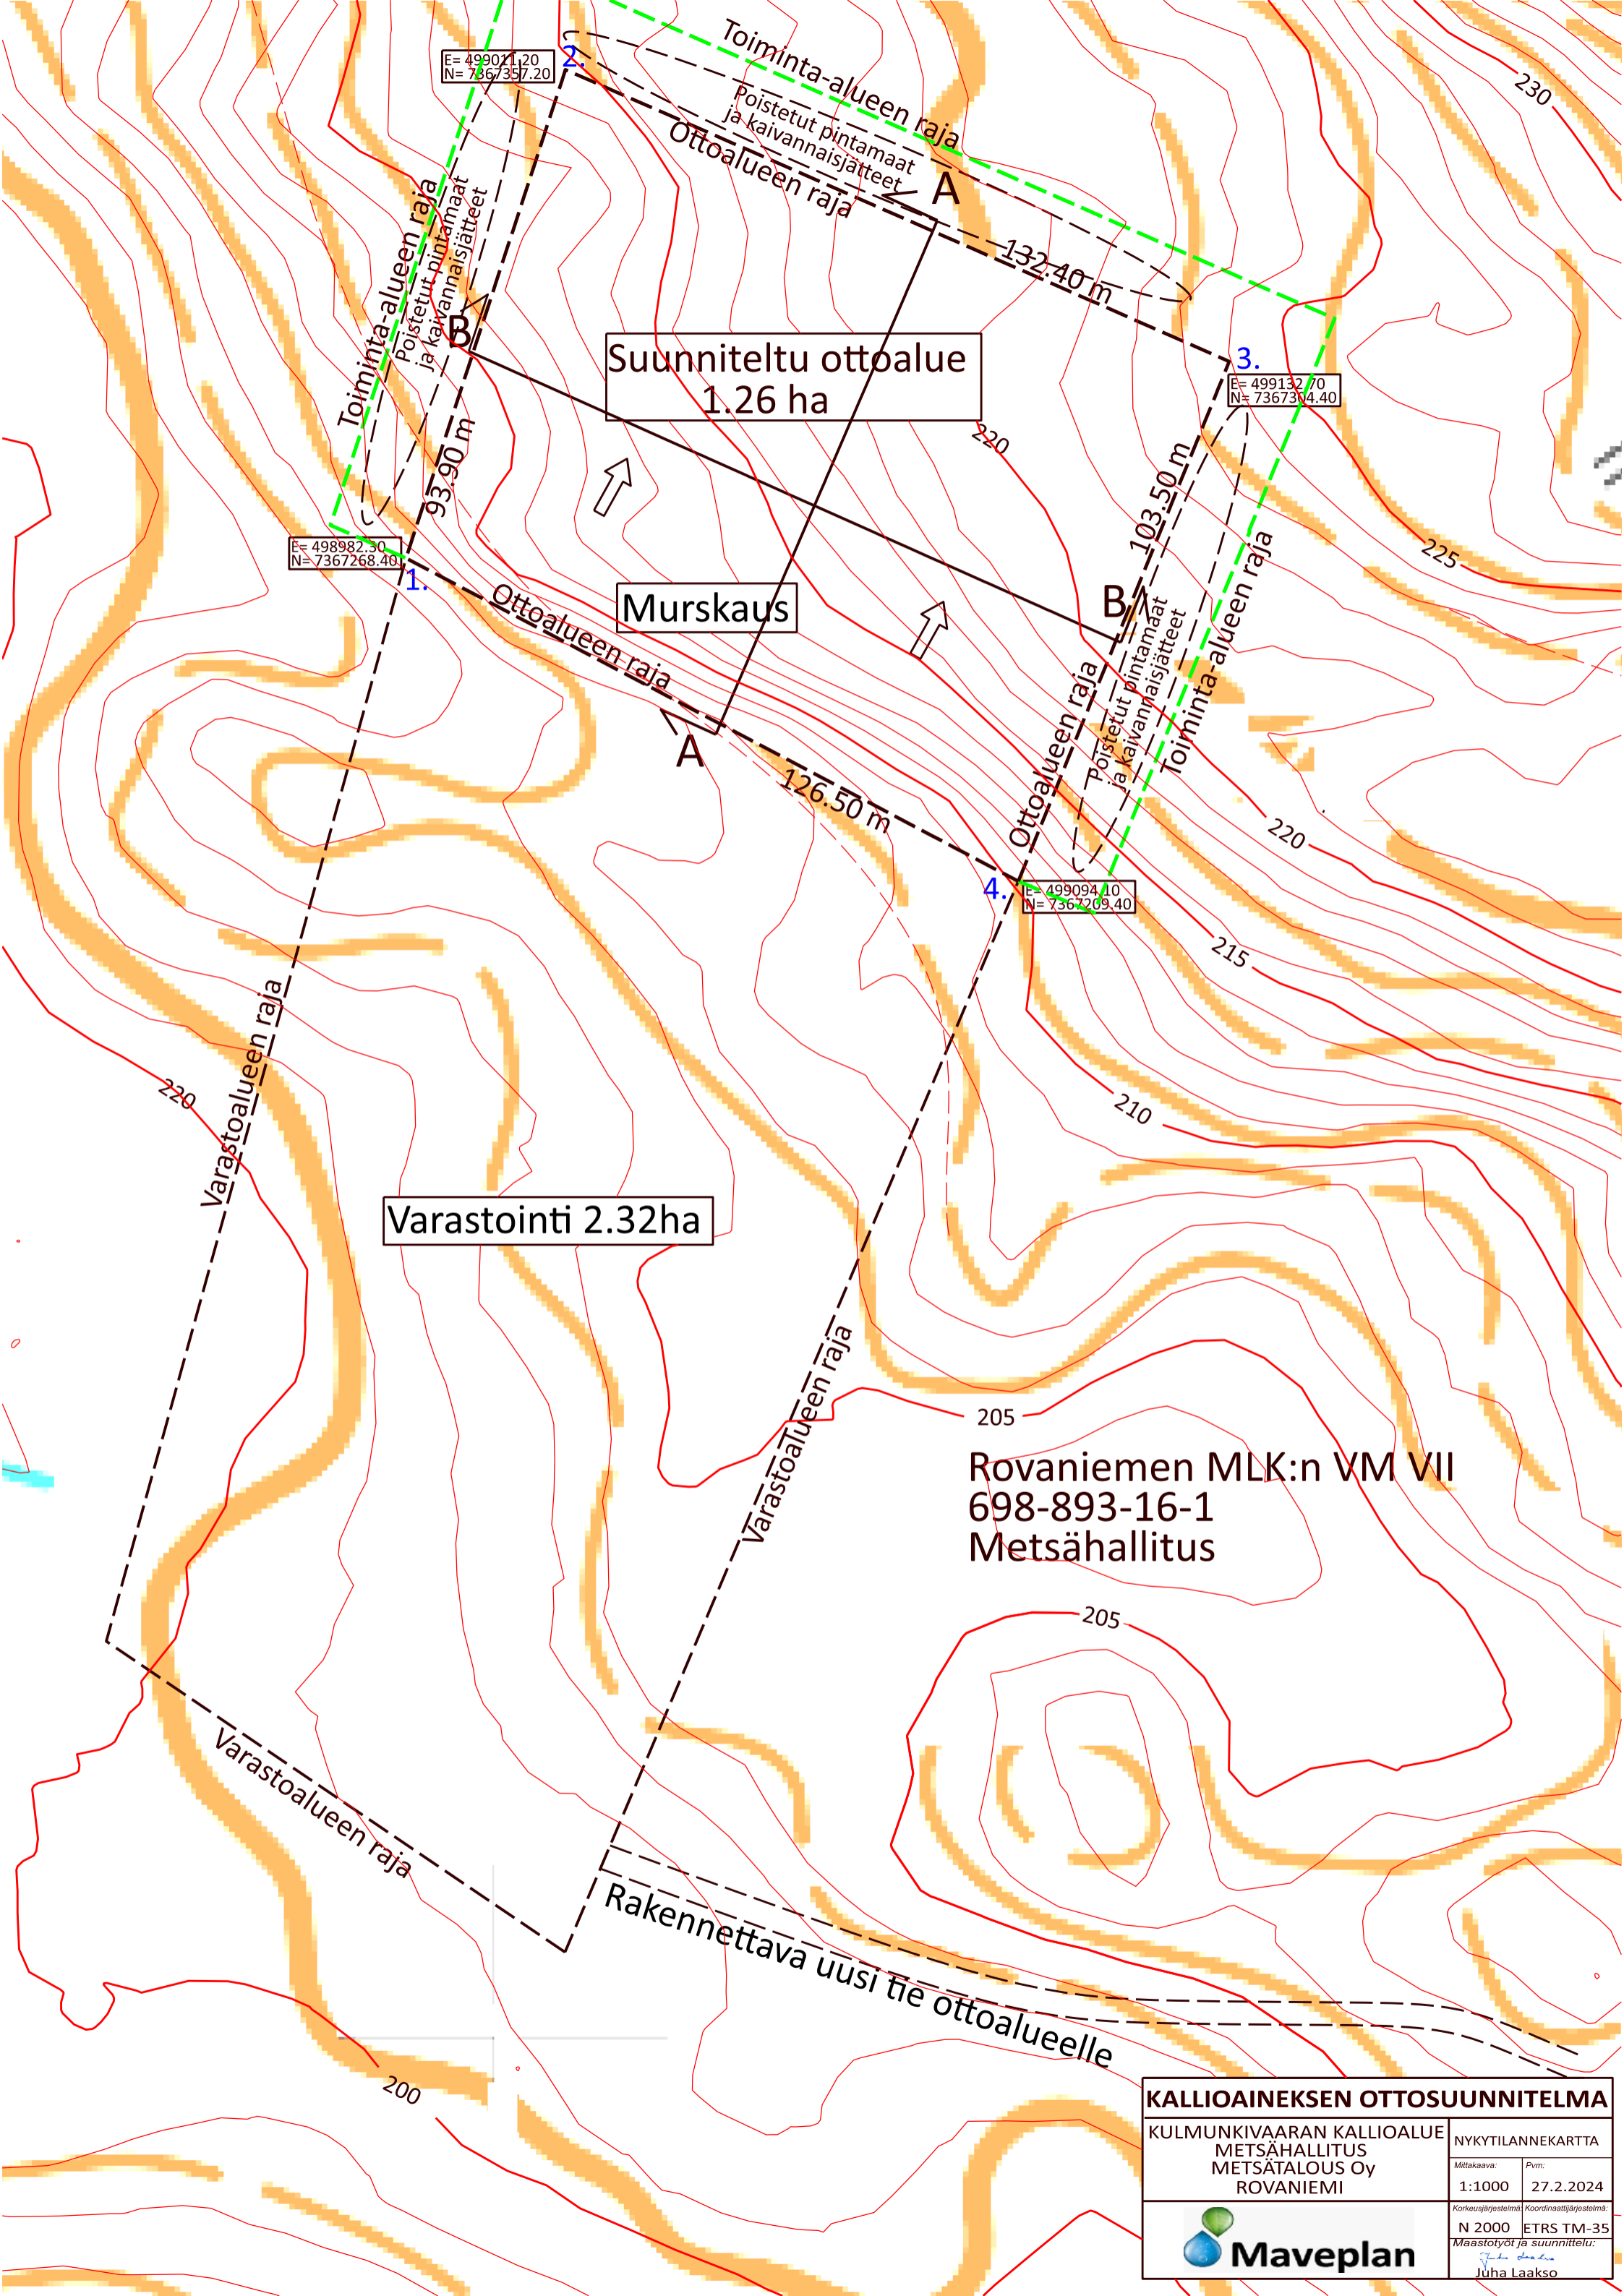 Toiminta-alueen raja
Poistetut pintamaat
ja kaivannaisjätteet
Ottoalueen raja
E= 499011.20
N= 7367357.20
2.
230
A
132.40 m
Toiminta-alueen raja
Poistetut pintamaat
ja kaivannaisjätteet
B
Suunniteltu ottoalue
1.26 ha
3.
E= 499132.70
N= 7367304.40
93.90 m
220
103.50 m
225
E= 498982.30
N= 7367268.40
1.
Ottoalueen raja
Murskaus
B
Ottoalueen raja
Poistetut pintamaat
ja kaivannaisjätteet
Toiminta-alueen raja
A
126.50 m
220
4.
E= 499094.10
N= 7367209.40
215
Varastoalueen raja
220
210
Varastointi 2.32ha
Varastoalueen raja
205
Rovaniemen MLK:n VM VII
698-893-16-1
Metsähallitus
205
Varastoalueen raja
Rakennettava uusi tie ottoalueelle
200
KALLIOAINEKSEN OTTOSUUNNITELMA
KULMUNKIVAARAN KALLIOALUE
METSÄHALLITUS
METSÄTALOUS Oy
ROVANIEMI
NYKYTILANNEKARTTA
Mittakaava:
1:1000
Pvm:
27.2.2024
Korkeusjärjestelmä:
N 2000
Koordinaattijärjestelmä:
ETRS TM-35
Maastotyöt ja suunnittelu:
Juha Laakso
Juha Laakso
Maveplan